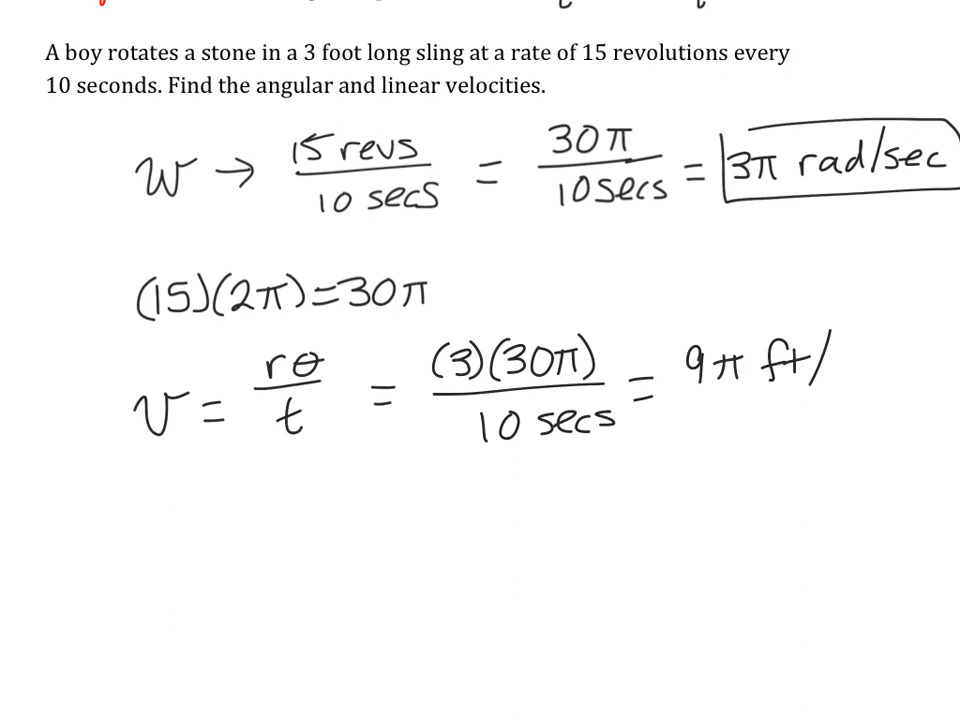 A boy rotates a stone in a 3 foot long sling at a rate of 15 revolutions every
10 seconds. Find the angular and linear velocities.
w → 15 revs / 10 secs = 30π / 10 secs = 3π rad/sec
(15)(2π)=30π
v = rθ / t = (3)(30π) / 10 secs = 9π ft/